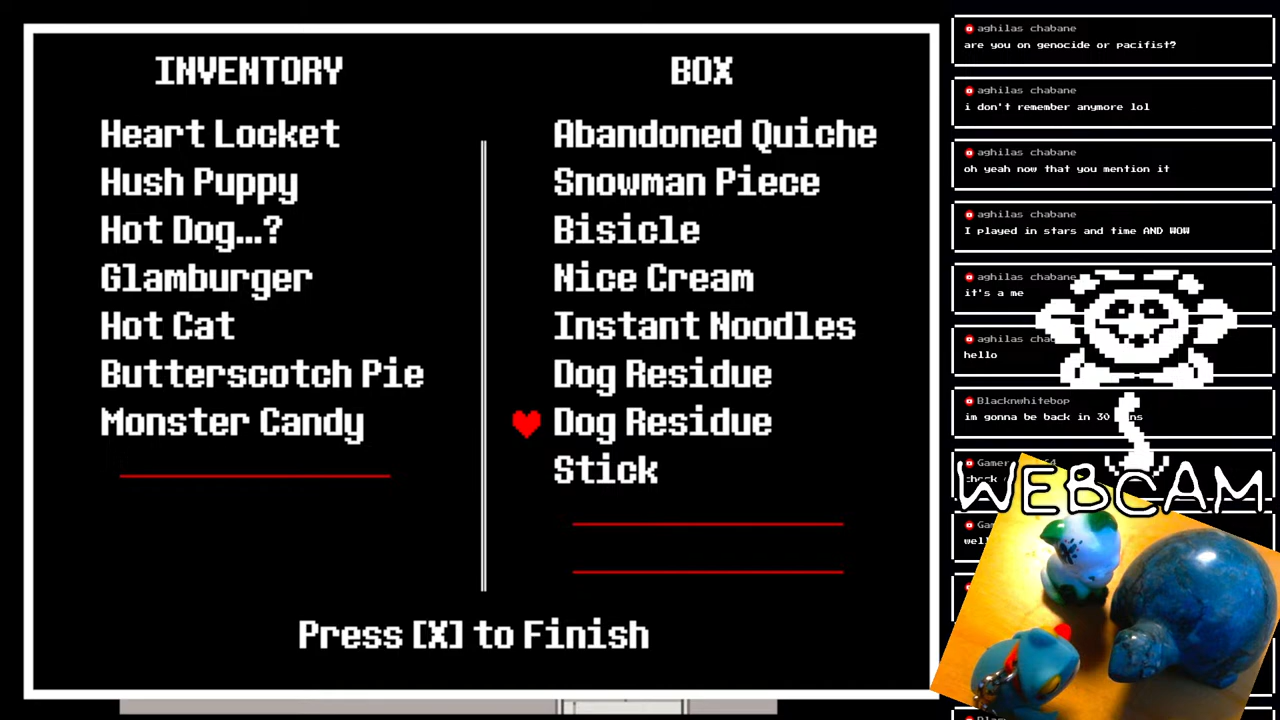 INVENTORY
BOX
Heart Locket
Hush Puppy
Hot Dog...?
Glamburger
Hot Cat
Butterscotch Pie
Monster Candy
Abandoned Quiche
Snowman Piece
Bisicle
Nice Cream
Instant Noodles
Dog Residue
Dog Residue
Stick
Press [X] to Finish
aghilas chabane
are you on genocide or pacifist?
aghilas chabane
i don't remember anymore lol
aghilas chabane
oh yeah now that you mention it
aghilas chabane
I played in stars and time AND WOW
aghilas chabane
it's a me
aghilas
hello
Blacknwhitebop
im gonna be back in 30
WEBCAM